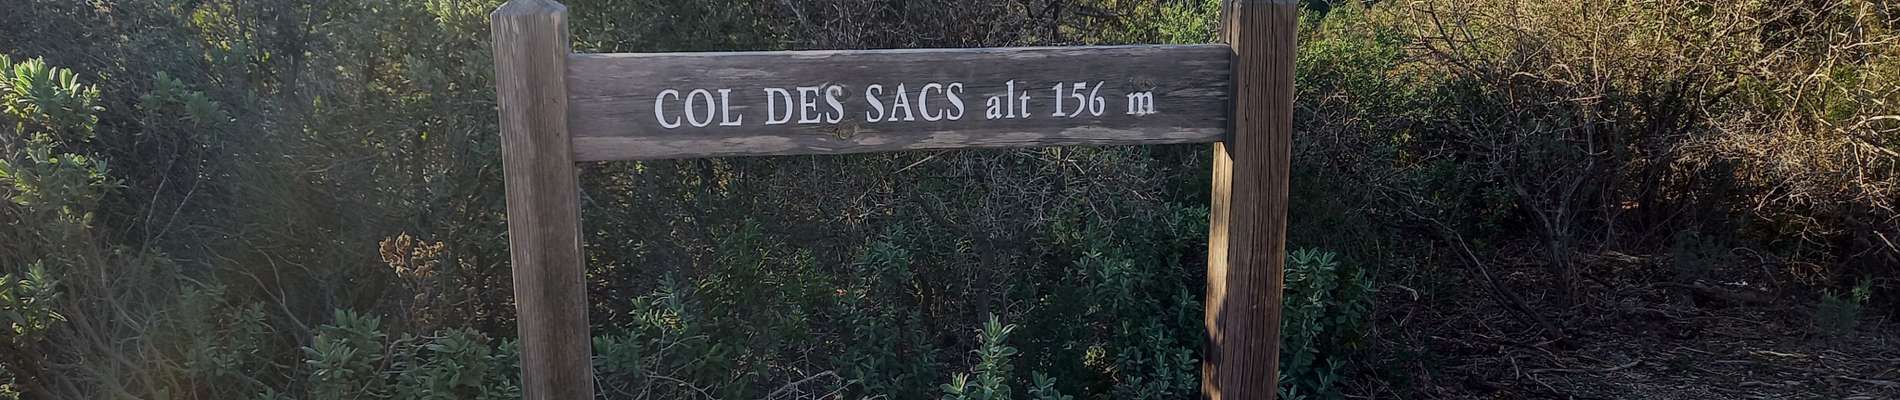 COL DES SACS alt 156 m